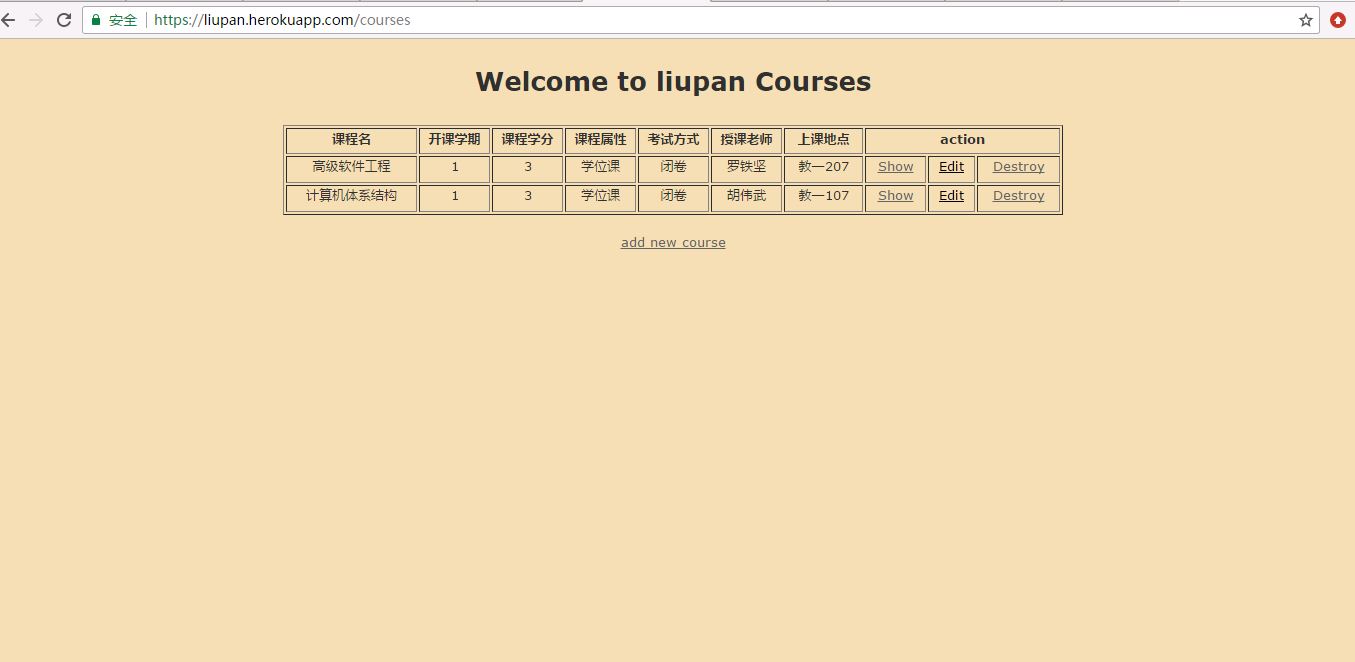 安全 https://liupan.herokuapp.com/courses
Welcome to liupan Courses
课程名 开课学期 课程学分 课程属性 考试方式 授课老师 上课地点 action
高级软件工程 1 3 学位课 闭卷 罗铁坚 教一207 Show Edit Destroy
计算机体系结构 1 3 学位课 闭卷 胡伟武 教一107 Show Edit Destroy
add new course